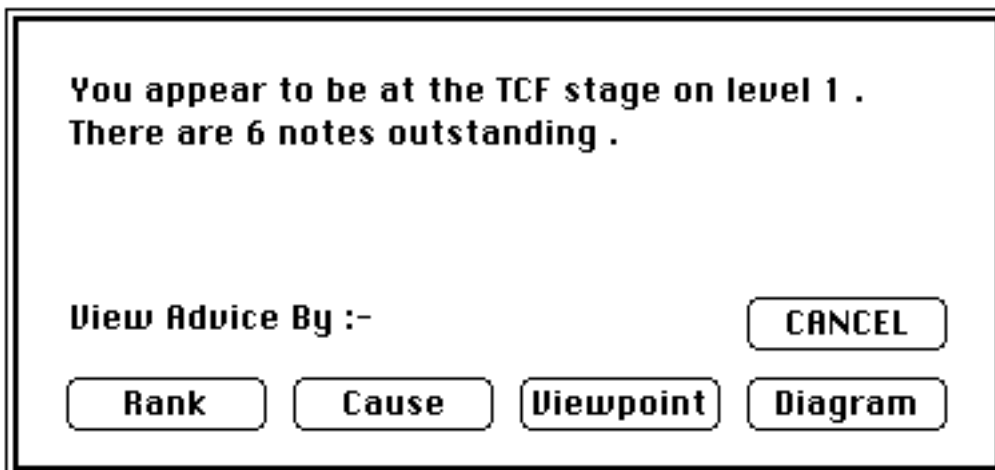 You appear to be at the TCF stage on level 1 .
There are 6 notes outstanding .
View Advice By :-
CANCEL
Rank Cause Viewpoint Diagram